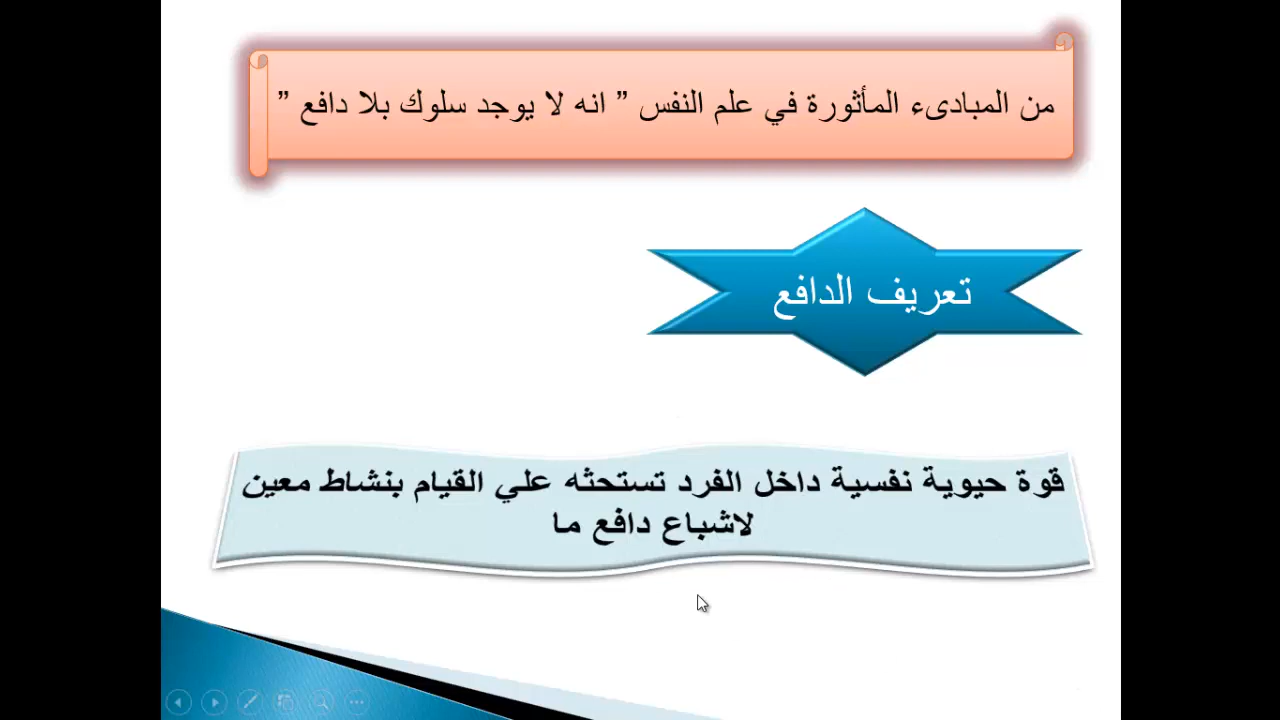 من المبادىء المأثورة في علم النفس ” انه لا يوجد سلوك بلا دافع ”
تعريف الدافع
قوة حيوية نفسية داخل الفرد تستحثه علي القيام بنشاط معين
لاشباع دافع ما